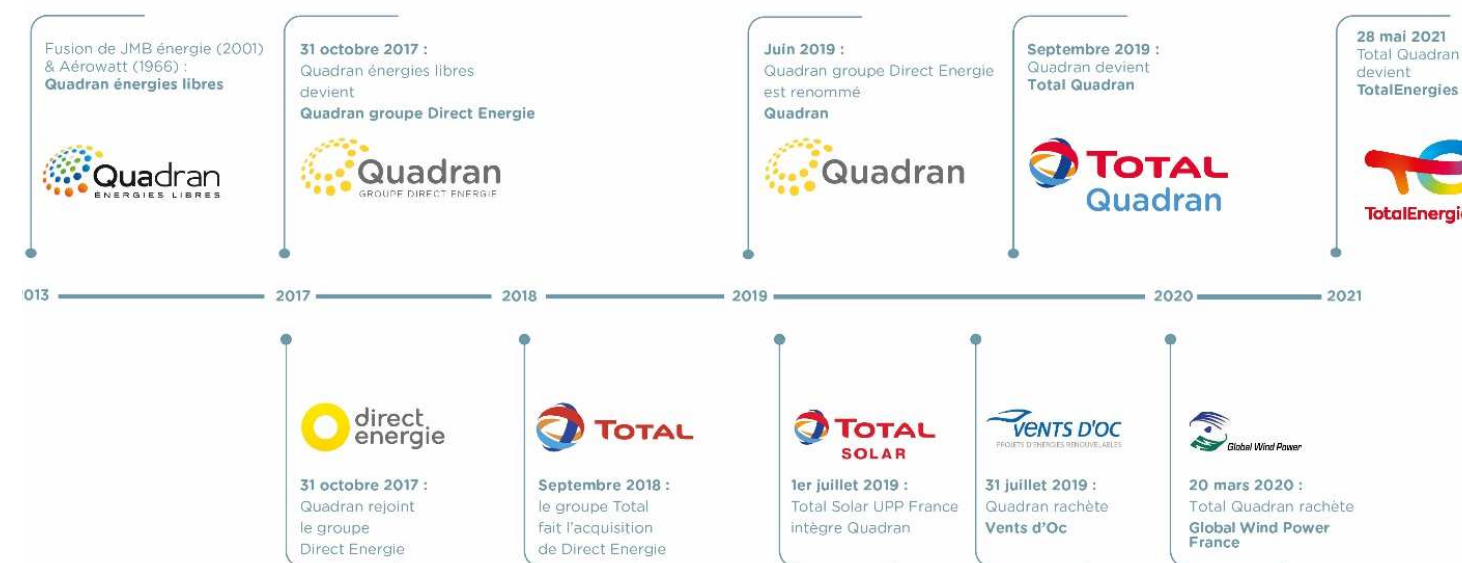 Fusion de JMB énergie (2001)
& Aérowatt (1966) :
Quadran énergies libres
Quadran
ÉNERGIES LIBRES
31 octobre 2017 :
Quadran énergies libres
devient
Quadran groupe Direct Energie
Quadran
GROUPE DIRECT ENERGIE
Juin 2019 :
Quadran groupe Direct Energie
est renommé
Quadran
Quadran
Septembre 2019 :
Quadran devient
Total Quadran
TOTAL
Quadran
28 mai 2021
Total Quadran
devient
TotalEnergies
TotalEnergie
013
2017
2018
2019
2020
2021
direct
energie
31 octobre 2017 :
Quadran rejoint
le groupe
Direct Energie
TOTAL
Septembre 2018 :
le groupe Total
fait l'acquisition
de Direct Energie
TOTAL
SOLAR
1er juillet 2019 :
Total Solar UPP France
intègre Quadran
VENTS D'OC
PROJETS D'ENERGIES RENOUVELABLES
31 juillet 2019 :
Quadran rachète
Vents d'Oc
Global Wind Power
20 mars 2020 :
Total Quadran rachète
Global Wind Power
France